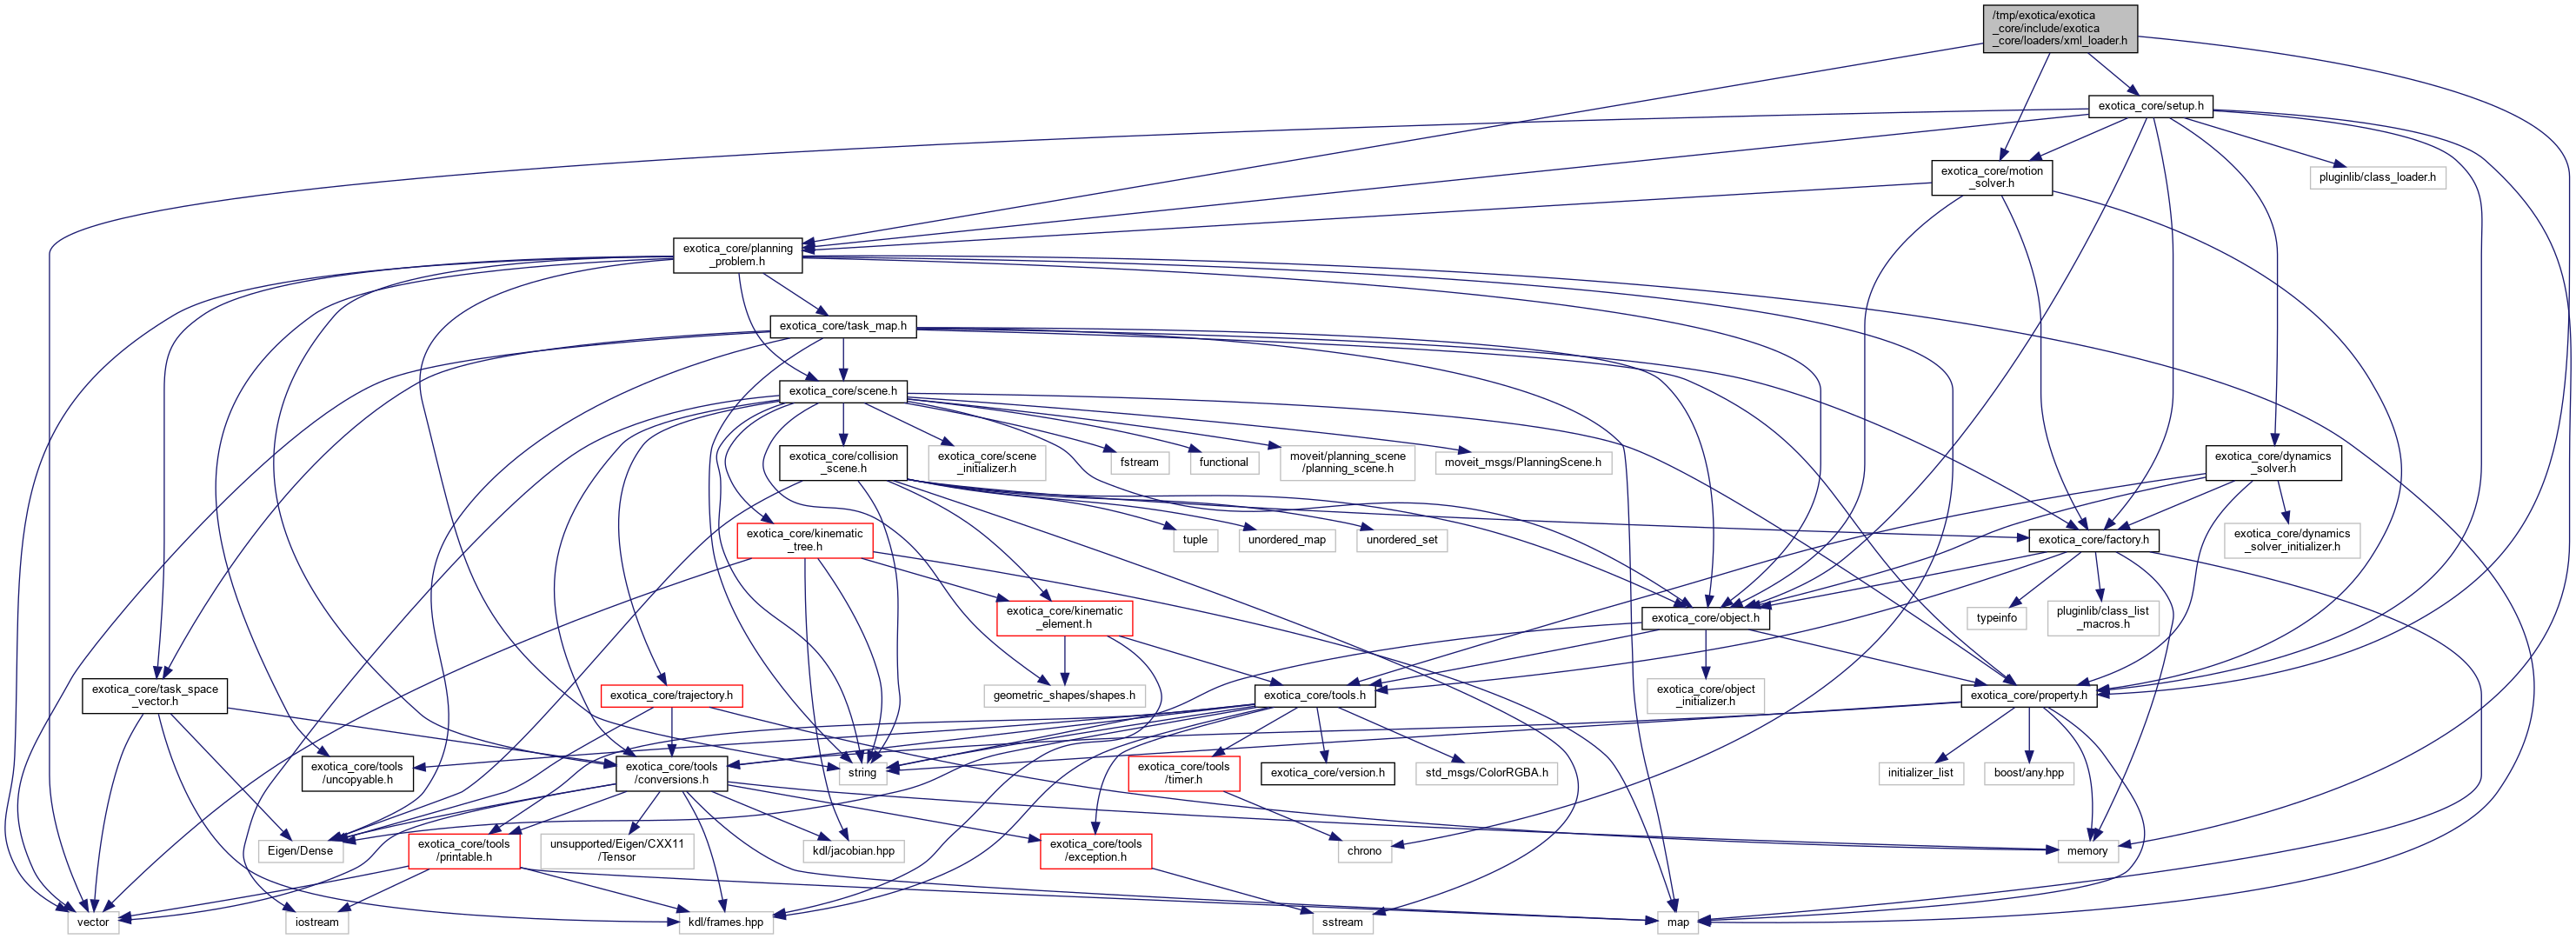 /tmp/exotica/exotica
_core/include/exotica
_core/loaders/xml_loader.h
exotica_core/setup.h
exotica_core/motion
_solver.h
pluginlib/class_loader.h
exotica_core/planning
_problem.h
exotica_core/task_map.h
exotica_core/scene.h
exotica_core/collision
_scene.h
exotica_core/scene
_initializer.h
fstream
functional
moveit/planning_scene
/planning_scene.h
moveit_msgs/PlanningScene.h
exotica_core/dynamics
_solver.h
exotica_core/kinematic
_tree.h
tuple
unordered_map
unordered_set
exotica_core/factory.h
exotica_core/dynamics
_solver_initializer.h
exotica_core/kinematic
_element.h
exotica_core/object.h
typeinfo
pluginlib/class_list
_macros.h
exotica_core/task_space
_vector.h
exotica_core/trajectory.h
geometric_shapes/shapes.h
exotica_core/tools.h
exotica_core/object
_initializer.h
exotica_core/property.h
exotica_core/tools
/uncopyable.h
exotica_core/tools
/conversions.h
string
exotica_core/tools
/timer.h
exotica_core/version.h
std_msgs/ColorRGBA.h
initializer_list
boost/any.hpp
Eigen/Dense
exotica_core/tools
/printable.h
unsupported/Eigen/CXX11
/Tensor
kdl/jacobian.hpp
exotica_core/tools
/exception.h
chrono
memory
vector
iostream
kdl/frames.hpp
sstream
map